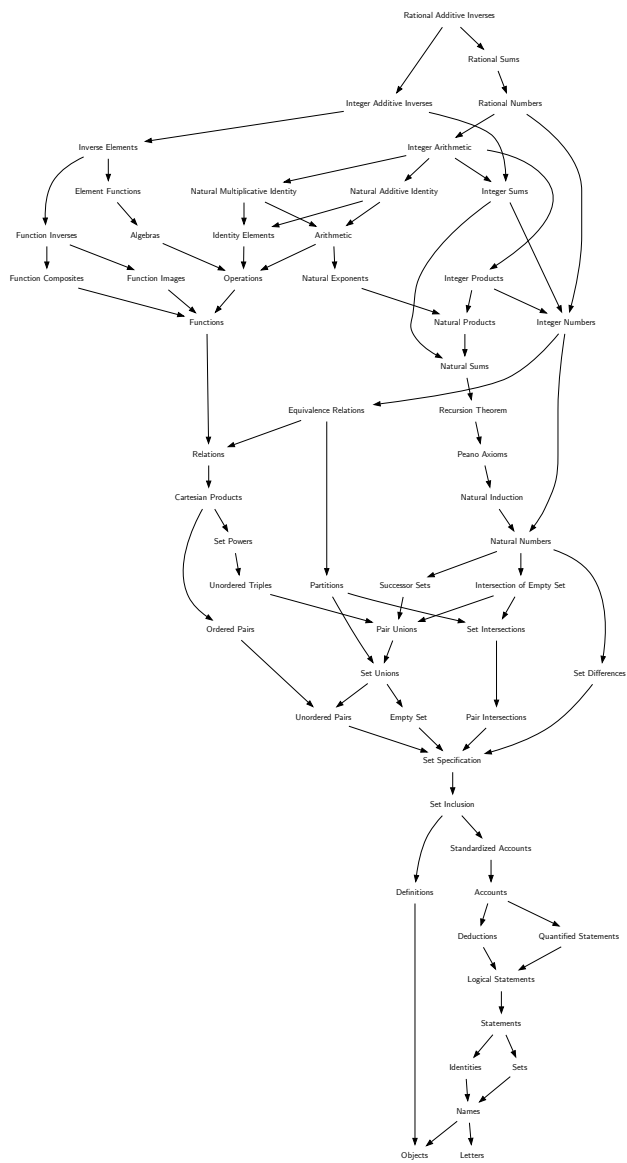 Rational Additive Inverses
Rational Sums
Integer Additive Inverses
Rational Numbers
Inverse Elements
Integer Arithmetic
Element Functions
Natural Multiplicative Identity
Natural Additive Identity
Integer Sums
Function Inverses
Algebras
Identity Elements
Arithmetic
Function Composites
Function Images
Operations
Natural Exponents
Integer Products
Functions
Natural Products
Integer Numbers
Natural Sums
Equivalence Relations
Recursion Theorem
Relations
Peano Axioms
Cartesian Products
Natural Induction
Set Powers
Natural Numbers
Unordered Triples
Partitions
Successor Sets
Intersection of Empty Set
Ordered Pairs
Pair Unions
Set Intersections
Set Unions
Set Differences
Unordered Pairs
Empty Set
Pair Intersections
Set Specification
Set Inclusion
Standardized Accounts
Definitions
Accounts
Deductions
Quantified Statements
Logical Statements
Statements
Identities
Sets
Names
Objects
Letters